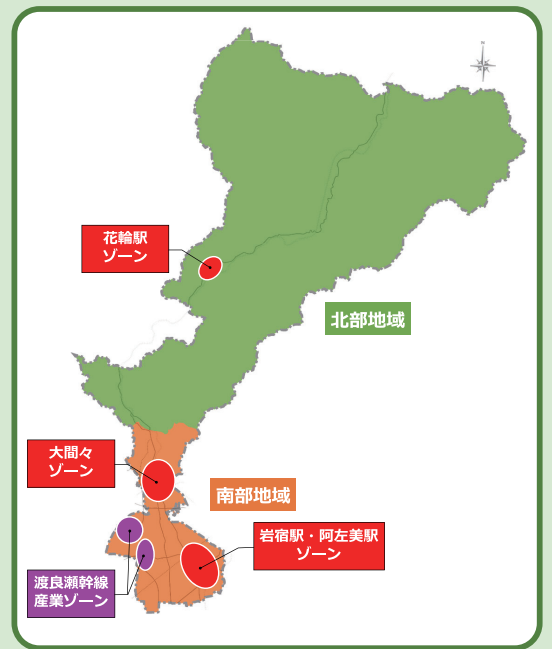 花輪駅
ゾーン
北部地域
大間々
ゾーン
南部地域
岩宿駅・阿左美駅
ゾーン
渡良瀬幹線
産業ゾーン